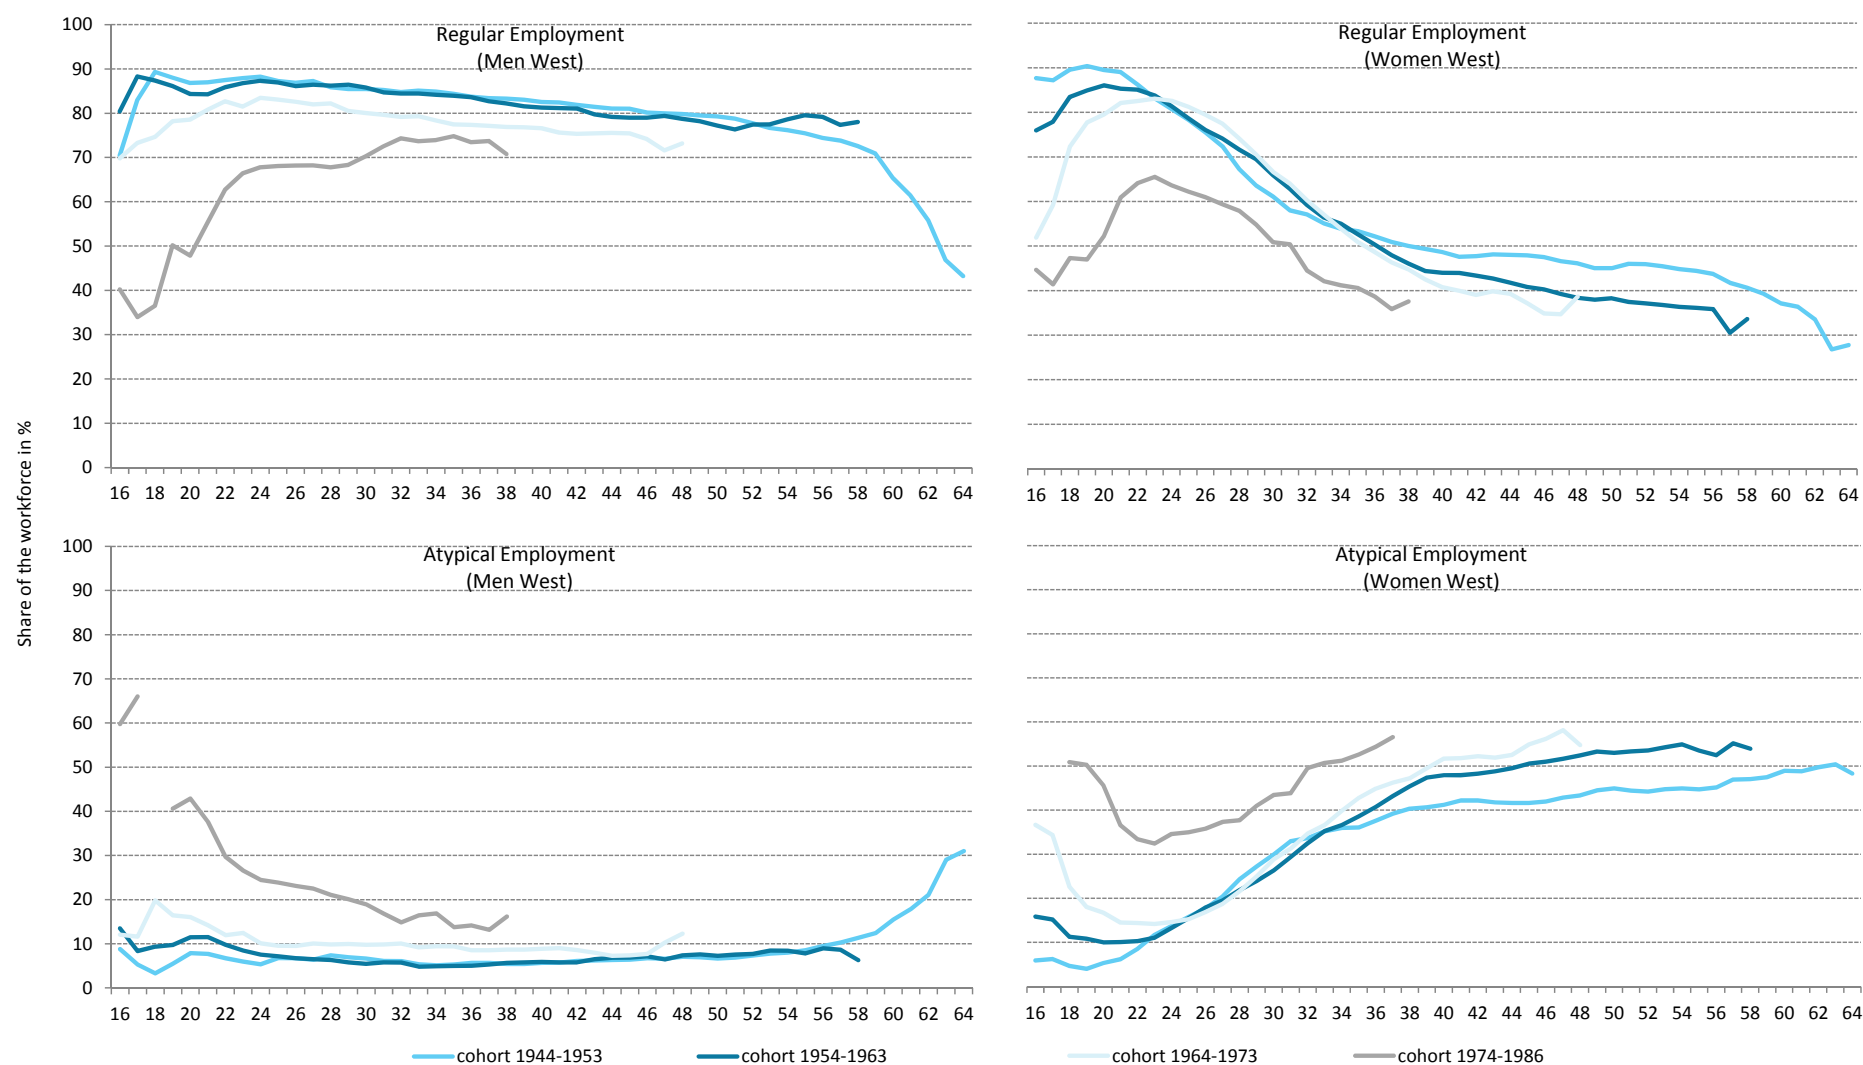 Regular Employment
(Men West)
100
90
80
70
60
50
40
30
20
10
0
16 18 20 22 24 26 28 30 32 34 36 38 40 42 44 46 48 50 52 54 56 58 60 62 64
Regular Employment
(Women West)
16 18 20 22 24 26 28 30 32 34 36 38 40 42 44 46 48 50 52 54 56 58 60 62 64
Share of the workforce in %
Atypical Employment
(Men West)
100
90
80
70
60
50
40
30
20
10
0
16 18 20 22 24 26 28 30 32 34 36 38 40 42 44 46 48 50 52 54 56 58 60 62 64
Atypical Employment
(Women West)
16 18 20 22 24 26 28 30 32 34 36 38 40 42 44 46 48 50 52 54 56 58 60 62 64
cohort 1944-1953 cohort 1954-1963 cohort 1964-1973 cohort 1974-1986